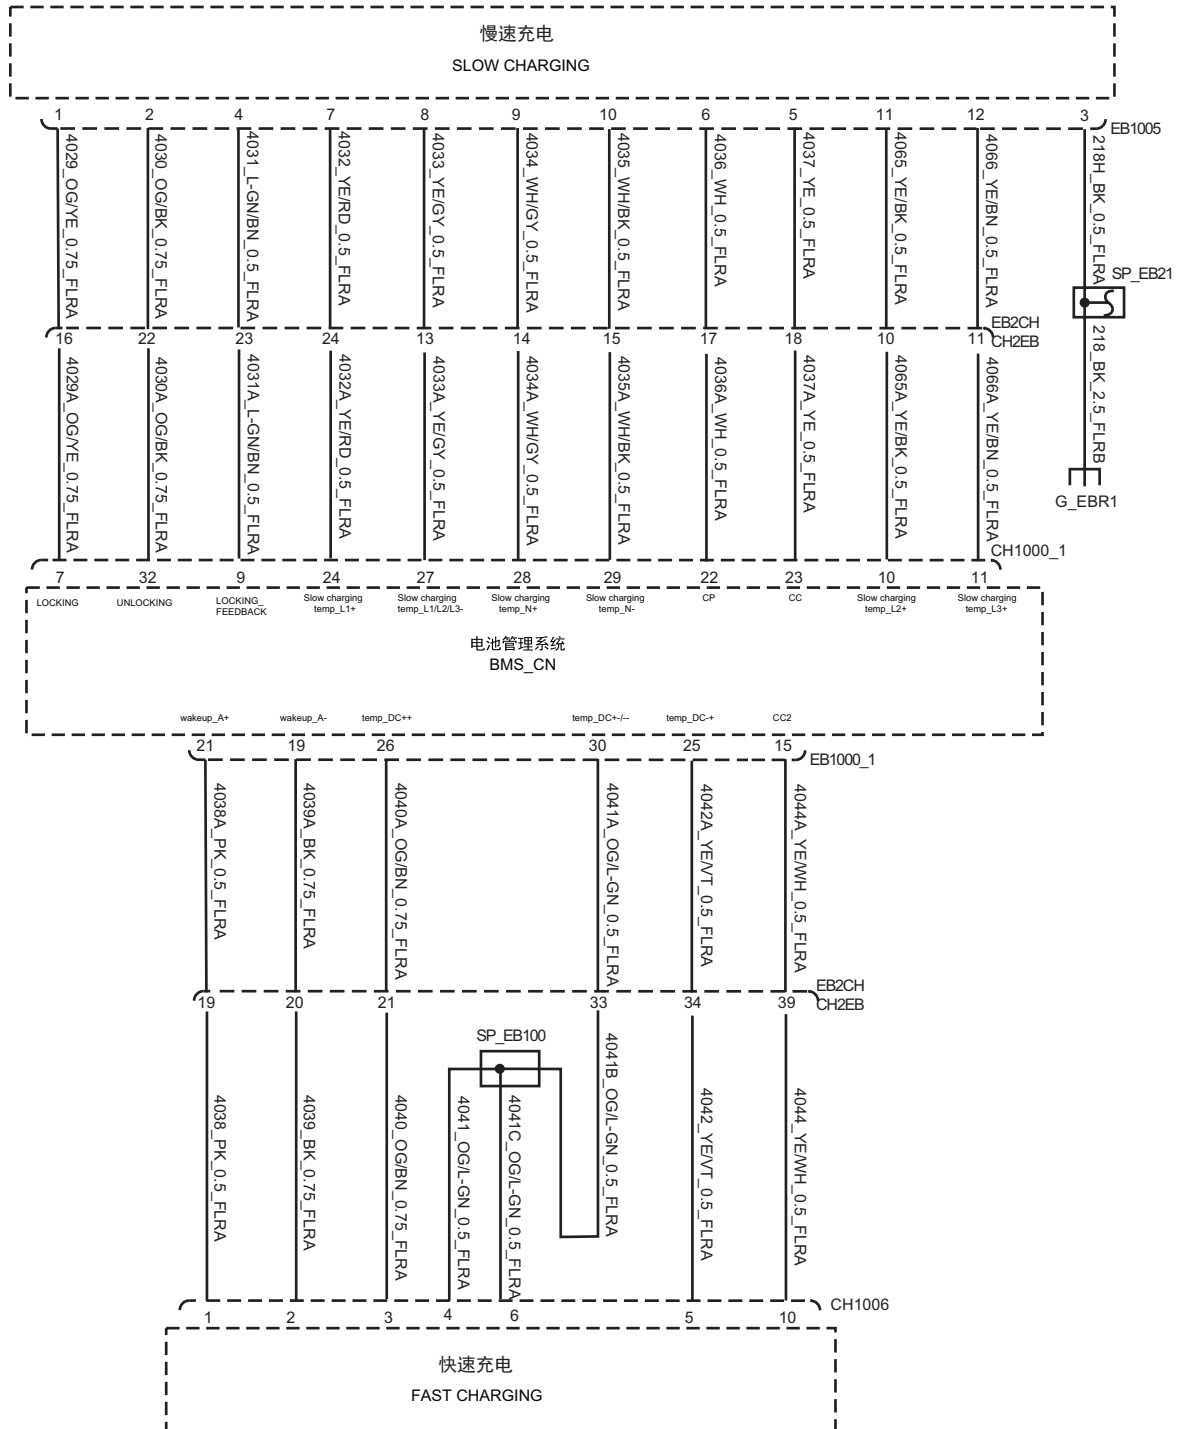 慢速充电
SLOW CHARGING
1 2 4 7 8 9 10 6 5 11 12 3
EB1005
4029_OG/YE_0.75_FLRA
4030_OG/BK_0.75_FLRA
4031_L-GN/BN_0.5_FLRA
4032_YE/RD_0.5_FLRA
4033_YE/GY_0.5_FLRA
4034_WH/GY_0.5_FLRA
4035_WH/BK_0.5_FLRA
4036_WH_0.5_FLRA
4037_YE_0.5_FLRA
4065_YE/BK_0.5_FLRA
4066_YE/BN_0.5_FLRA
218H_BK_0.5_FLRA
SP_EB21
EB2CH
CH2EB
16 22 23 24 13 14 15 17 18 10 11
4029A_OG/YE_0.75_FLRA
4030A_OG/BK_0.75_FLRA
4031A_L-GN/BN_0.5_FLRA
4032A_YE/RD_0.5_FLRA
4033A_YE/GY_0.5_FLRA
4034A_WH/GY_0.5_FLRA
4035A_WH/BK_0.5_FLRA
4036A_WH_0.5_FLRA
4037A_YE_0.5_FLRA
4065A_YE/BK_0.5_FLRA
4066A_YE/BN_0.5_FLRA
218_BK_2.5_FLRB
G_EBR1
CH1000_1
7 32 9 24 27 28 29 22 23 10 11
LOCKING
UNLOCKING
LOCKING_
FEEDBACK
Slow charging
temp_L1+
Slow charging
temp_L1/L2/L3-
Slow charging
temp_N+
Slow charging
temp_N-
CP
CC
Slow charging
temp_L2+
Slow charging
temp_L3+
电池管理系统
BMS_CN
wakeup_A+ wakeup_A- temp_DC++ temp_DC+-/-- temp_DC-+ CC2
21 19 26 30 25 15
EB1000_1
4038A_PK_0.5_FLRA
4039A_BK_0.75_FLRA
4040A_OG/BN_0.75_FLRA
4041A_OG/L-GN_0.5_FLRA
4042A_YE/VT_0.5_FLRA
4044A_YE/WH_0.5_FLRA
EB2CH
CH2EB
19 20 21 33 34 39
SP_EB100
4038_PK_0.5_FLRA
4039_BK_0.75_FLRA
4040_OG/BN_0.75_FLRA
4041_OG/L-GN_0.5_FLRA
4041C_OG/L-GN_0.5_FLRA
4041B_OG/L-GN_0.5_FLRA
4042_YE/VT_0.5_FLRA
4044_YE/WH_0.5_FLRA
CH1006
1 2 3 4 6 5 10
快速充电
FAST CHARGING